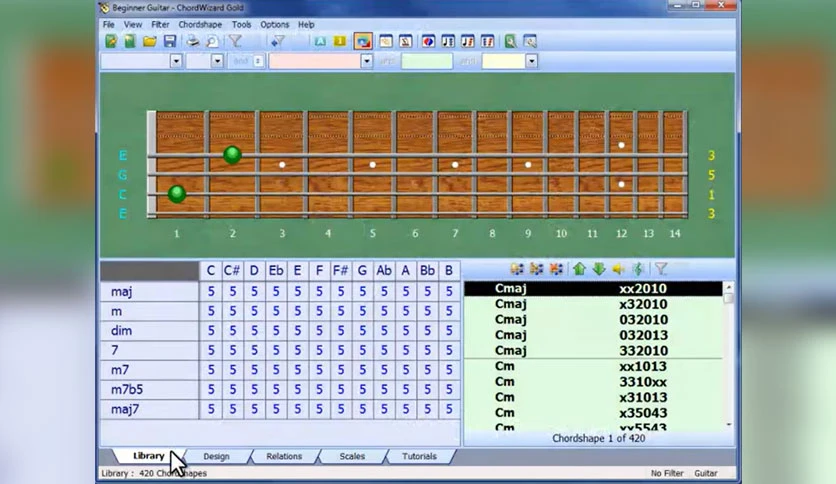 Beginner Guitar - ChordWizard Gold
File View Filter Chordshape Tools Options Help
and
and
and
E 3
G 5
C 1
E 3
1 2 3 4 5 6 7 8 9 10 11 12 13 14
C C# D Eb E F F# G Ab A Bb B
maj 5 5 5 5 5 5 5 5 5 5 5 5
m 5 5 5 5 5 5 5 5 5 5 5 5
dim 5 5 5 5 5 5 5 5 5 5 5 5
7 5 5 5 5 5 5 5 5 5 5 5 5
m7 5 5 5 5 5 5 5 5 5 5 5 5
m7b5 5 5 5 5 5 5 5 5 5 5 5 5
maj7 5 5 5 5 5 5 5 5 5 5 5 5
Cmaj xx2010
Cmaj x32010
Cmaj 032010
Cmaj 032013
Cmaj 332010
Cm xx1013
Cm 3310xx
Cm x31013
Cm x35043
Cm xx5543
Chordshape 1 of 420
Library Design Relations Scales Tutorials
Library : 420 Chordshapes No Filter Guitar